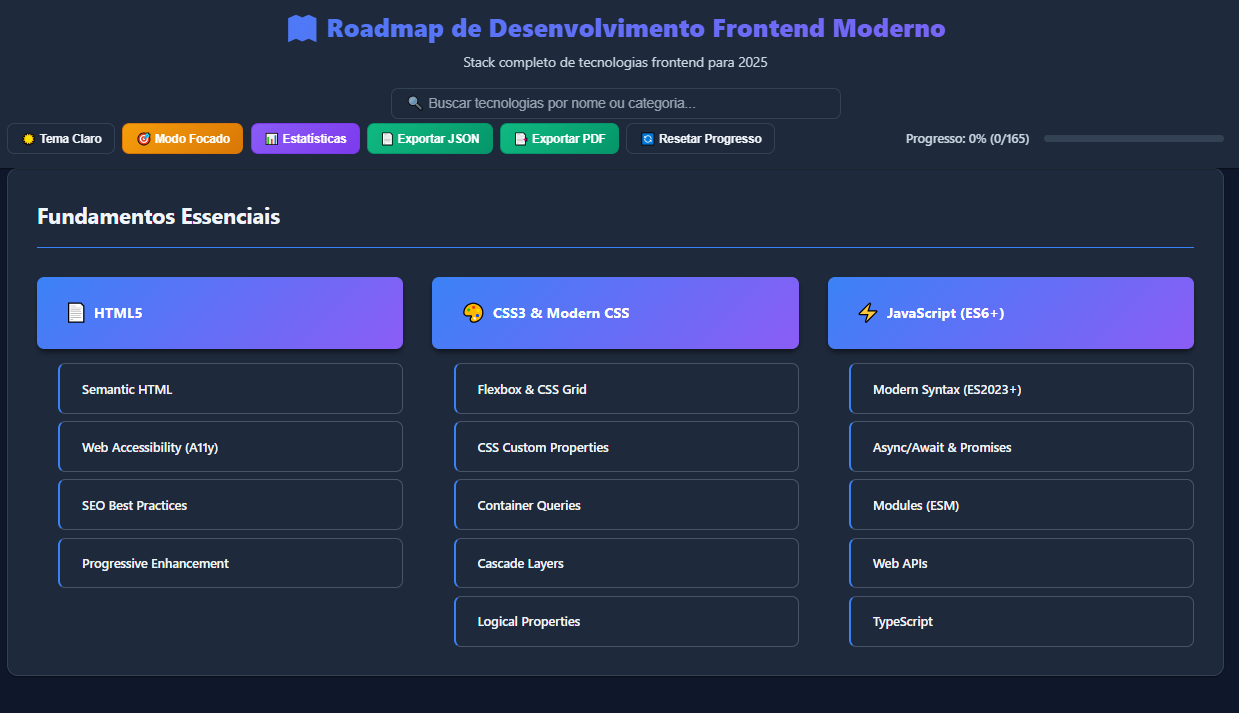 Roadmap de Desenvolvimento Frontend Moderno
Stack completo de tecnologias frontend para 2025
Buscar tecnologias por nome ou categoria...
Tema Claro
Modo Focado
Estatísticas
Exportar JSON
Exportar PDF
Resetar Progresso
Progresso: 0% (0/165)
Fundamentos Essenciais
HTML5
Semantic HTML
Web Accessibility (A11y)
SEO Best Practices
Progressive Enhancement
CSS3 & Modern CSS
Flexbox & CSS Grid
CSS Custom Properties
Container Queries
Cascade Layers
Logical Properties
JavaScript (ES6+)
Modern Syntax (ES2023+)
Async/Await & Promises
Modules (ESM)
Web APIs
TypeScript